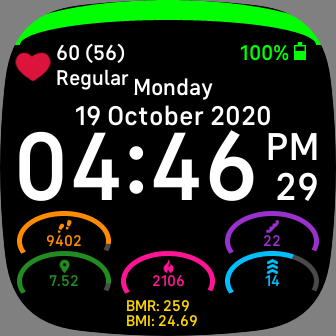 60 (56)
100%
Regular
Monday
19 October 2020
04:46 PM
29
9402
22
7.52
2106
14
BMR: 259
BMI: 24.69